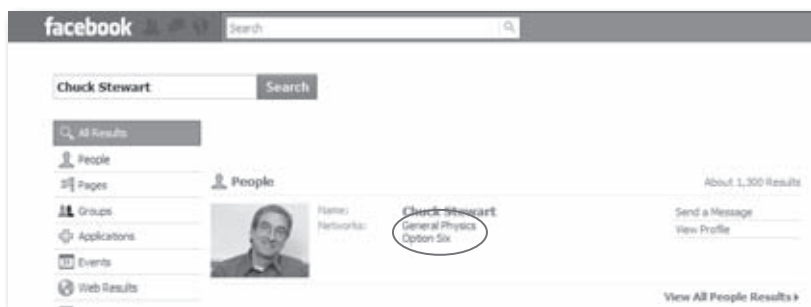 facebook
Search
Chuck Stewart Search
All Results
People
Pages
Groups
Applications
Events
Web Results
People About 1,300 Results
Name: Chuck Stewart
Networks: General Physics
Option Six
Send a Message
View Profile
View All People Results